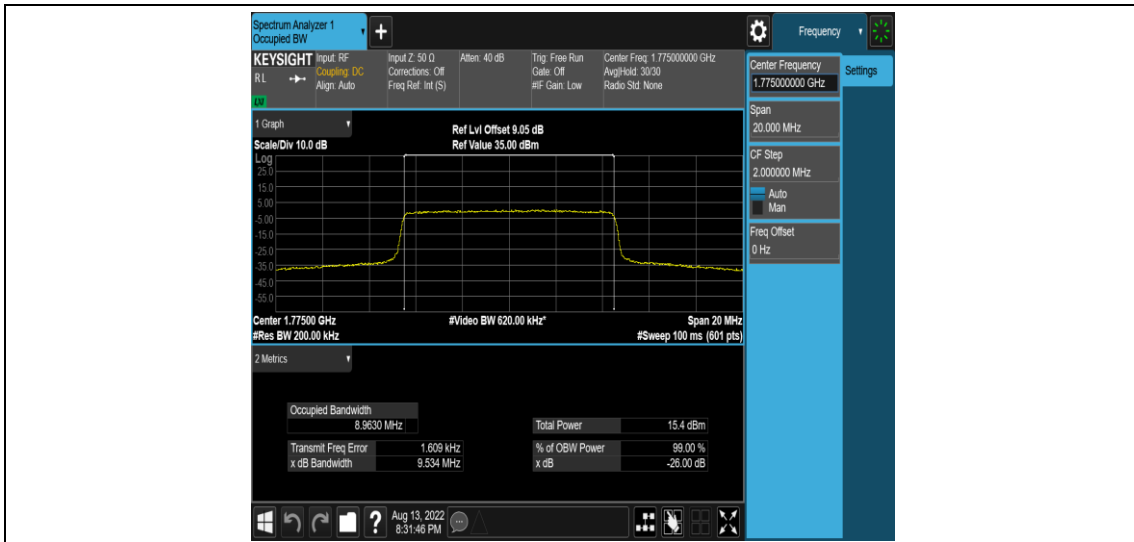 Spectrum Analyzer 1
Occupied BW
+
Frequency
KEYSIGHT
RL
LXI
Input: RF
Coupling: DC
Align: Auto
Input Z: 50 Ω
Corrections: Off
Freq Ref: Int (S)
Atten: 40 dB
Trig: Free Run
Gate: Off
#IF Gain: Low
Center Freq: 1.775000000 GHz
Avg|Hold: 30/30
Radio Std: None
Center Frequency
1.775000000 GHz
Settings
Span
20.000 MHz
CF Step
2.000000 MHz
Auto
Man
Freq Offset
0 Hz
1 Graph
Scale/Div 10.0 dB
Ref Lvl Offset 9.05 dB
Ref Value 35.00 dBm
Log
25.0
15.0
5.00
-5.00
-15.0
-25.0
-35.0
-45.0
-55.0
Center 1.77500 GHz
#Res BW 200.00 kHz
#Video BW 620.00 kHz*
Span 20 MHz
#Sweep 100 ms (601 pts)
2 Metrics
Occupied Bandwidth
8.9630 MHz
Total Power 15.4 dBm
Transmit Freq Error 1.609 kHz
% of OBW Power 99.00 %
x dB Bandwidth 9.534 MHz
x dB -26.00 dB
?
Aug 13, 2022
8:31:46 PM